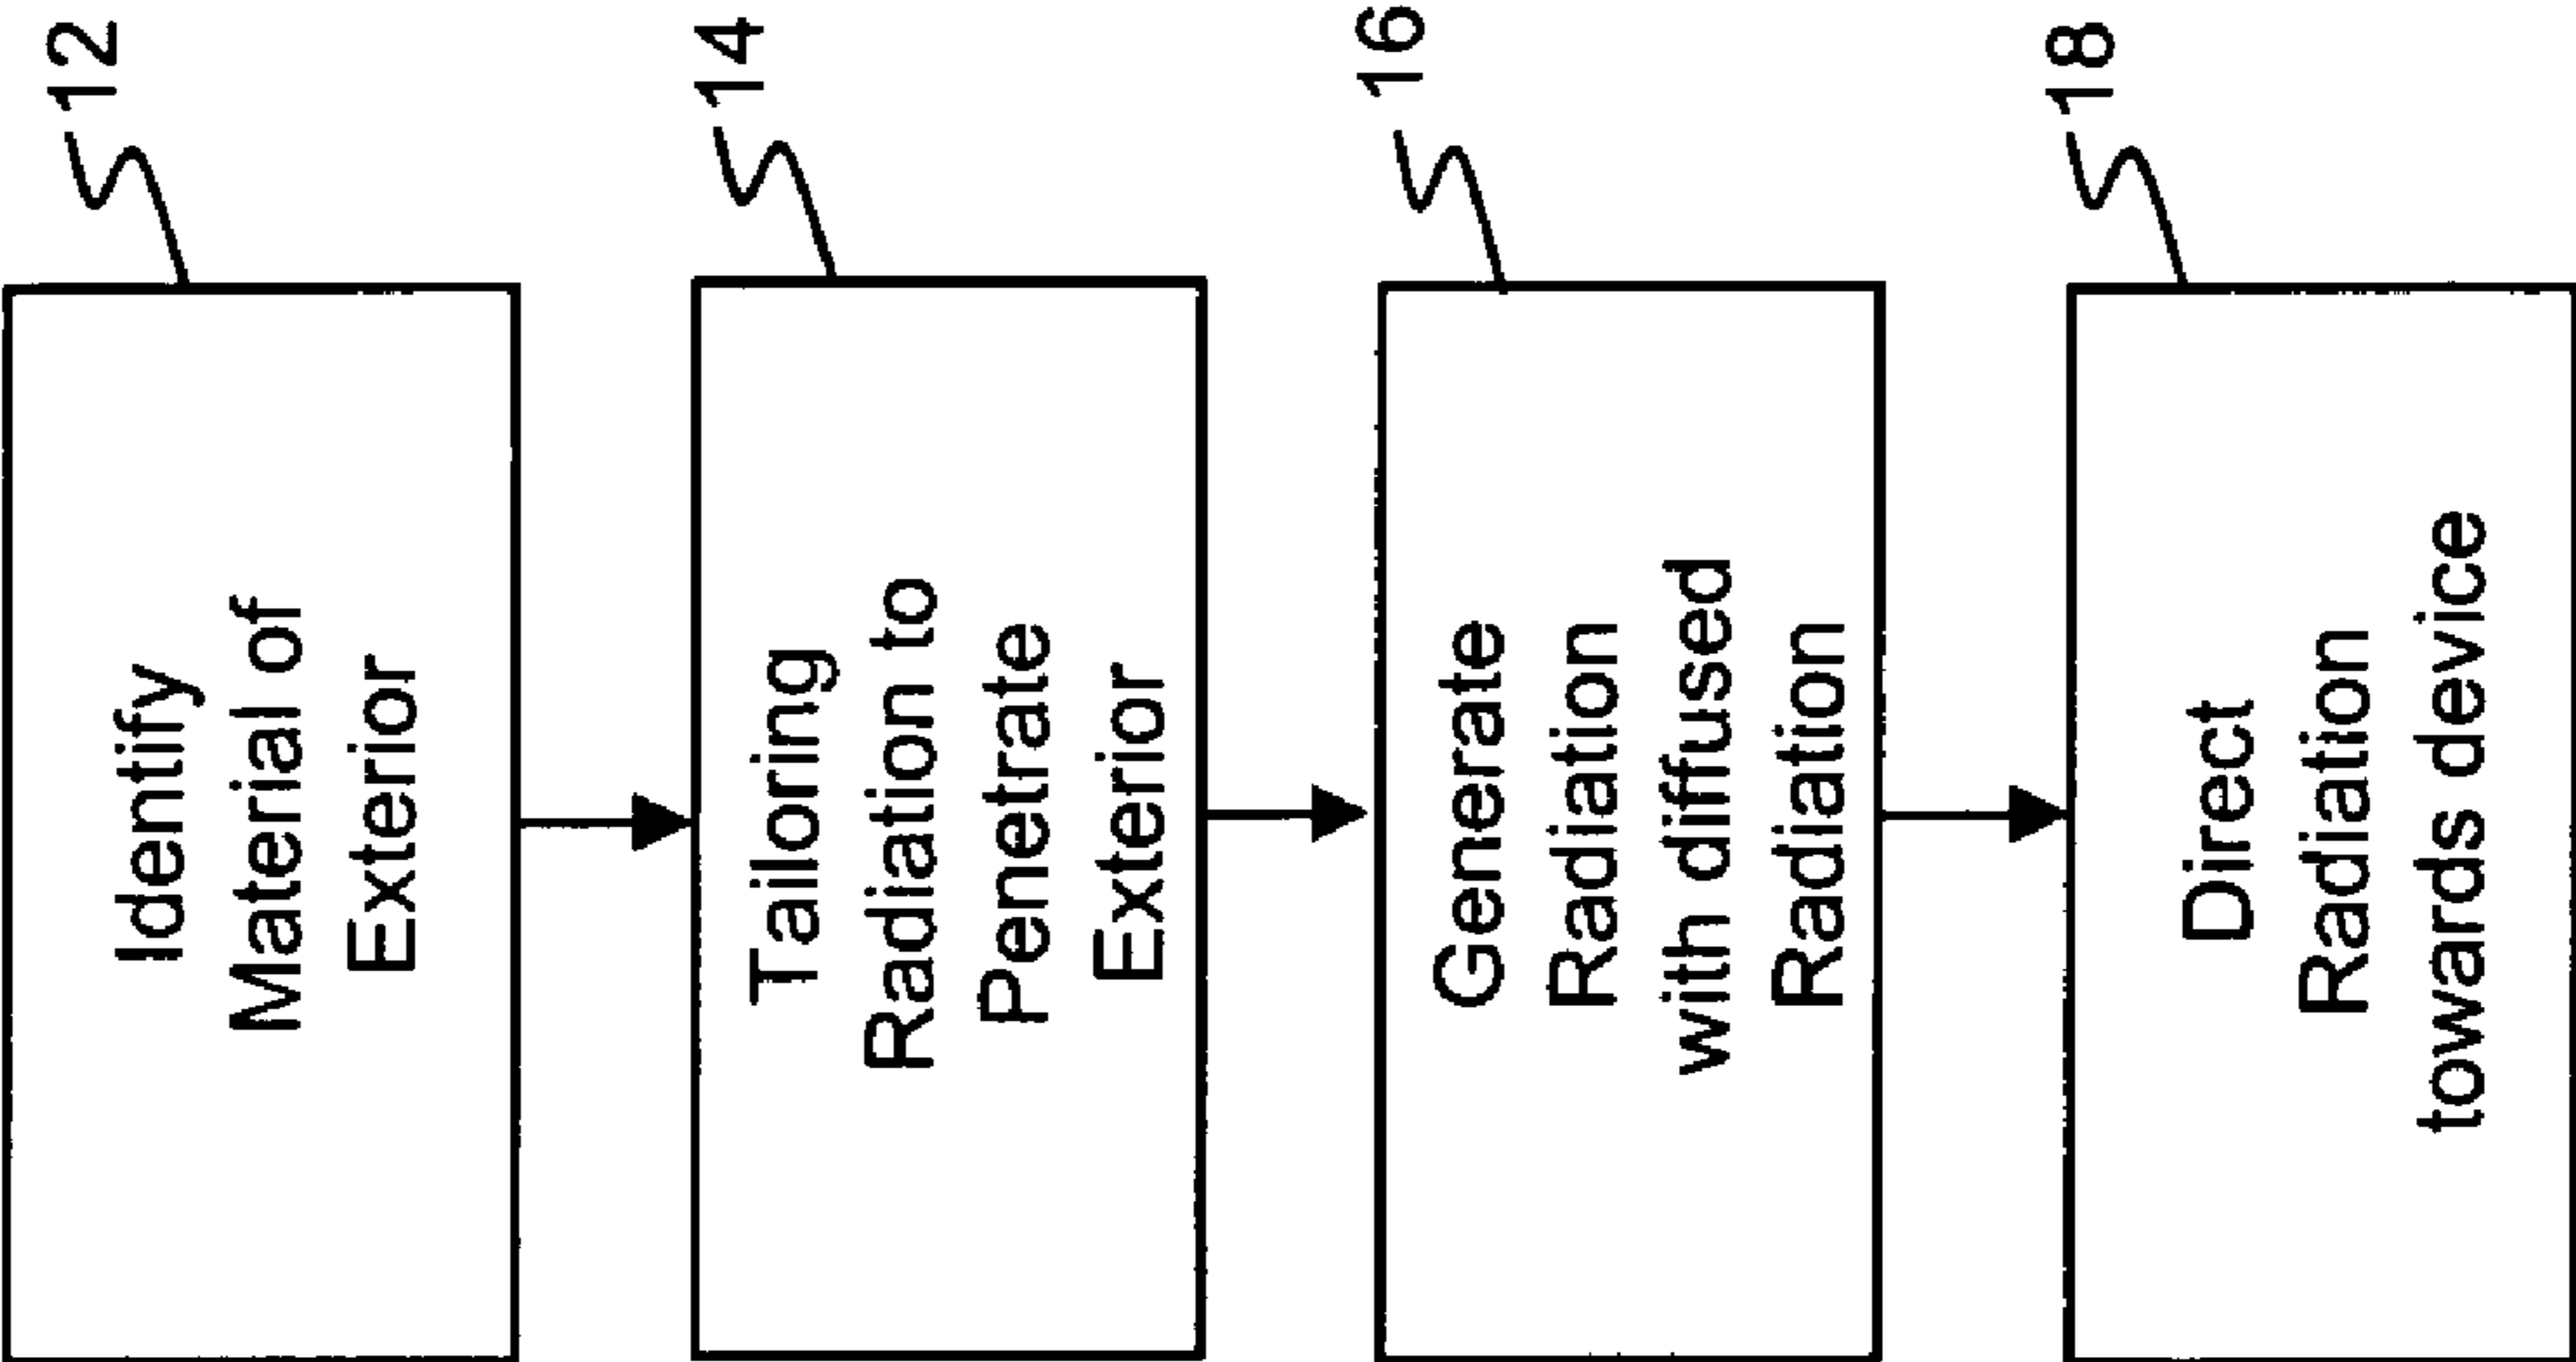 12
Identify
Material of
Exterior
14
Tailoring
Radiation to
Penetrate
Exterior
16
Generate
Radiation
with diffused
Radiation
18
Direct
Radiation
towards device